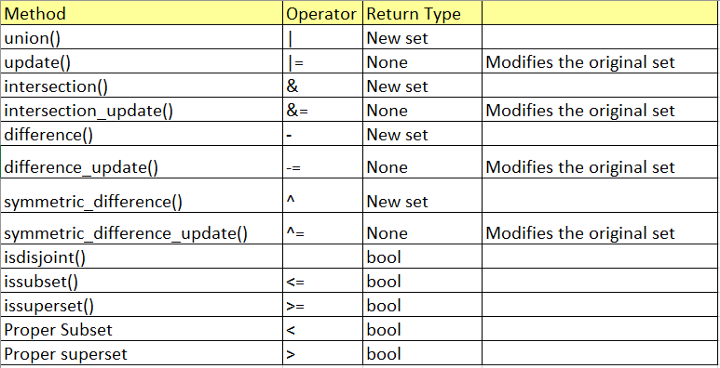 Method Operator Return Type
union() | New set
update() |= None Modifies the original set
intersection() & New set
intersection_update() &= None Modifies the original set
difference() - New set
difference_update() -= None Modifies the original set
symmetric_difference() ^ New set
symmetric_difference_update() ^= None Modifies the original set
isdisjoint() bool
issubset() <= bool
issuperset() >= bool
Proper Subset < bool
Proper superset > bool